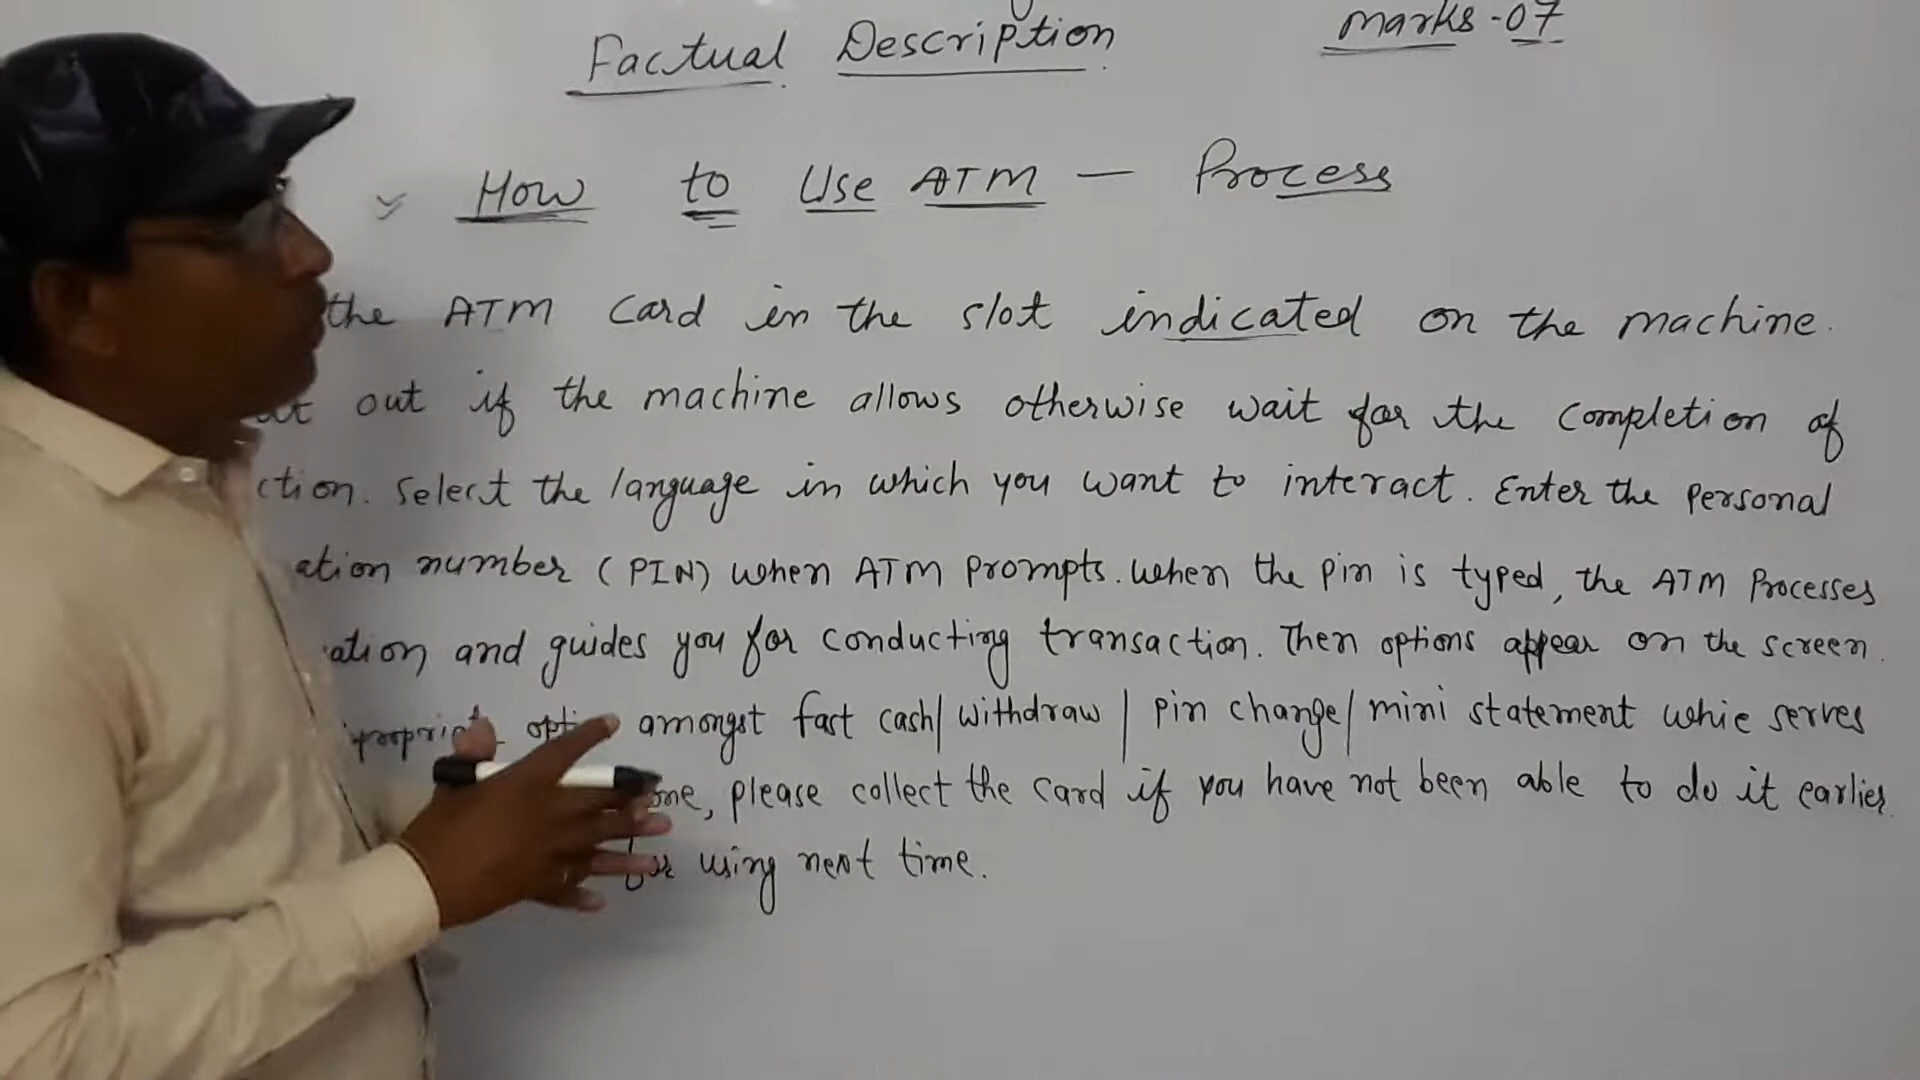 Factual Description
Marks - 07
How to Use ATM — Process
the ATM Card in the slot indicated on the machine.
out if the machine allows otherwise wait for the completion of
ction. Select the language in which you want to interact. Enter the Personal
ation number (PIN) when ATM Prompts. When the pin is typed, the ATM Processes
ation and guides you for conducting transaction. Then options appear on the screen.
amongst fast cash/ withdraw / pin change/ mini statement whie serves
one, please collect the card if you have not been able to do it earlier.
for using next time.